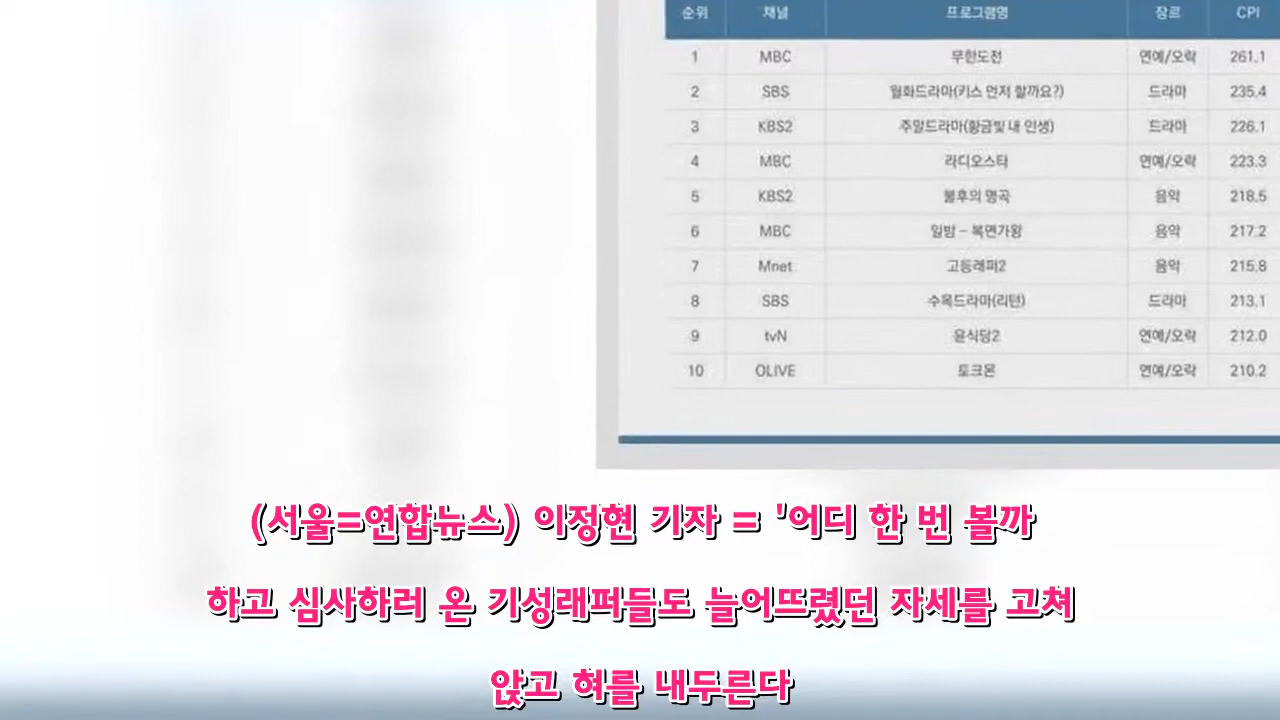 순위 채널 프로그램명 장르 CPI
1 MBC 무한도전 연예/오락 261.1
2 SBS 월화드라마(키스 먼저 할까요?) 드라마 235.4
3 KBS2 주말드라마(황금빛 내 인생) 드라마 226.1
4 MBC 라디오스타 연예/오락 223.3
5 KBS2 불후의 명곡 음악 218.5
6 MBC 일밤 - 복면가왕 음악 217.2
7 Mnet 고등래퍼2 음악 215.8
8 SBS 수목드라마(리턴) 드라마 213.1
9 tvN 윤식당2 연예/오락 212.0
10 OLIVE 토크몬 연예/오락 210.2
(서울=연합뉴스) 이정현 기자 = '어디 한 번 볼까
하고 심사하러 온 기성래퍼들도 늘어뜨렸던 자세를 고쳐
앉고 혀를 내두른다